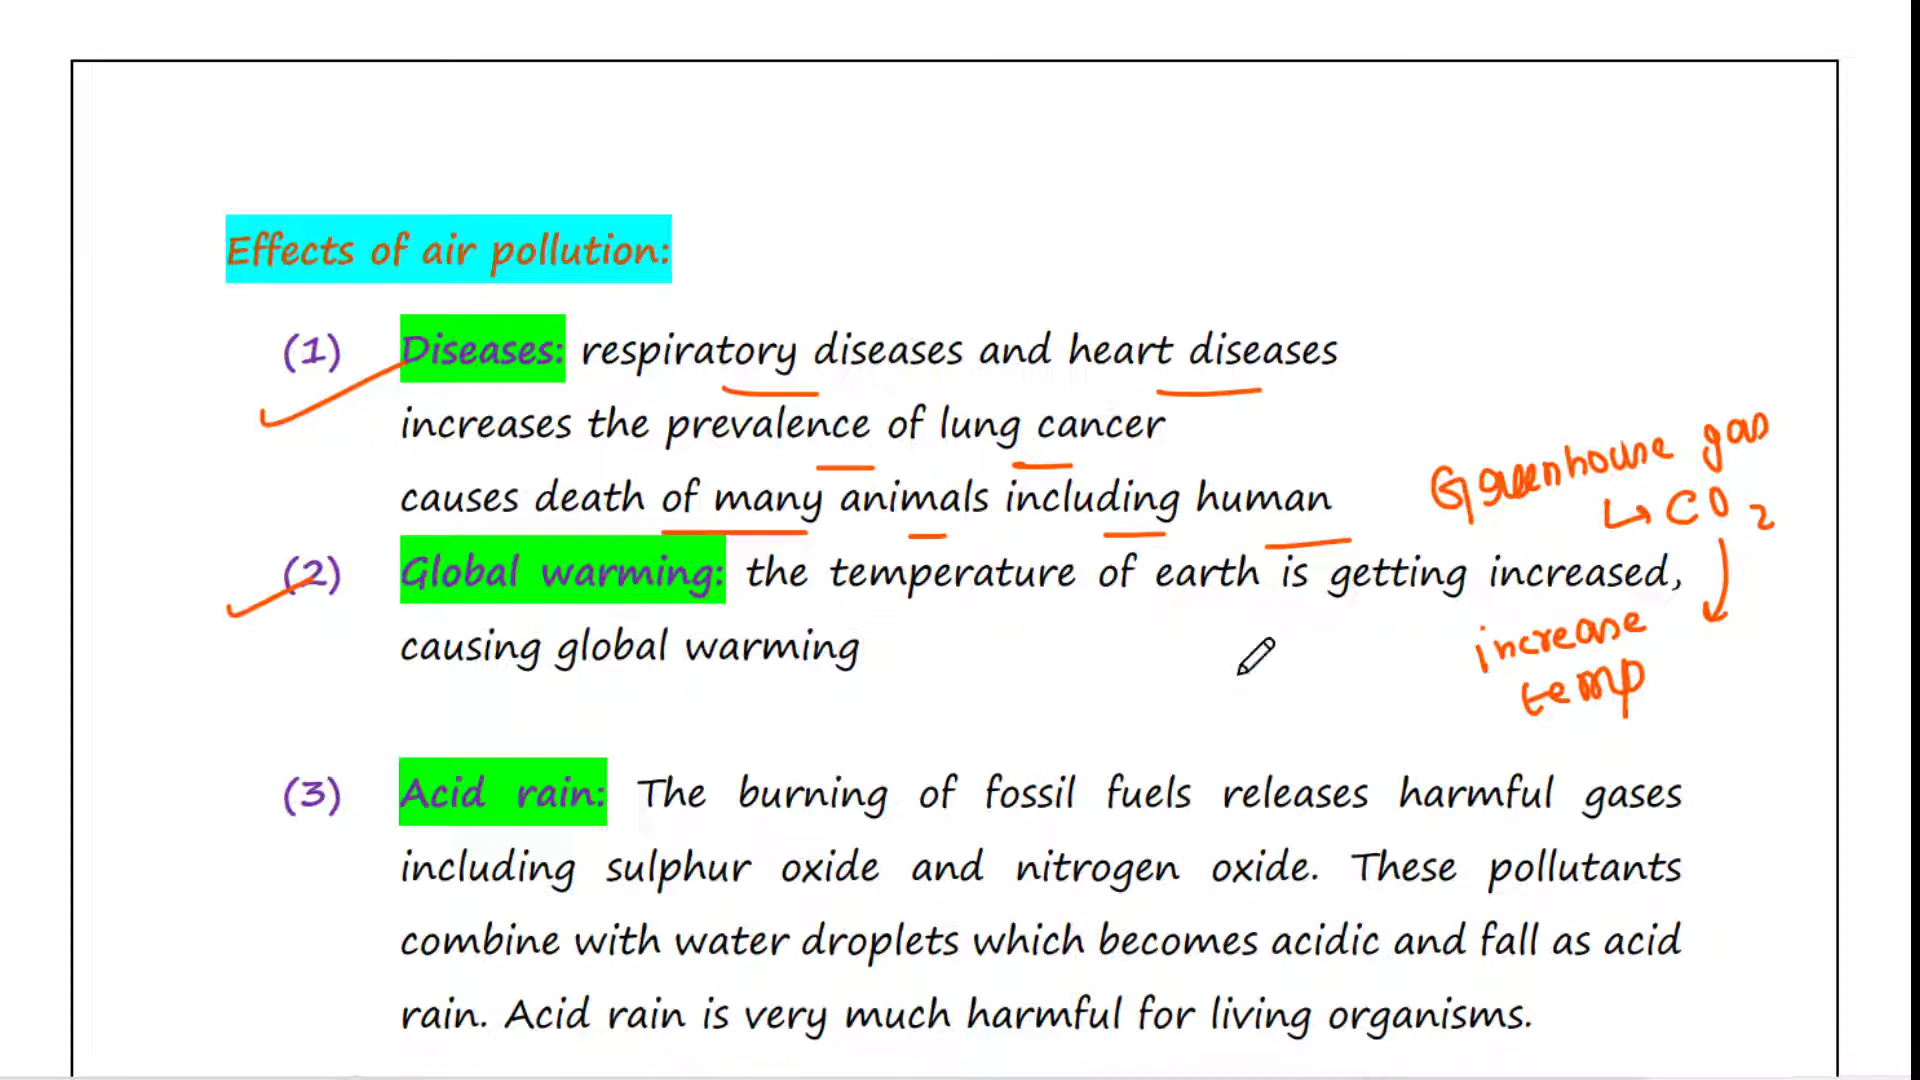 Effects of air pollution:
(1) Diseases: respiratory diseases and heart diseases
increases the prevalence of lung cancer
causes death of many animals including human
Greenhouse gas
↳ CO2
(2) Global warming: the temperature of earth is getting increased,
causing global warming
increase
temp
(3) Acid rain: The burning of fossil fuels releases harmful gases
including sulphur oxide and nitrogen oxide. These pollutants
combine with water droplets which becomes acidic and fall as acid
rain. Acid rain is very much harmful for living organisms.